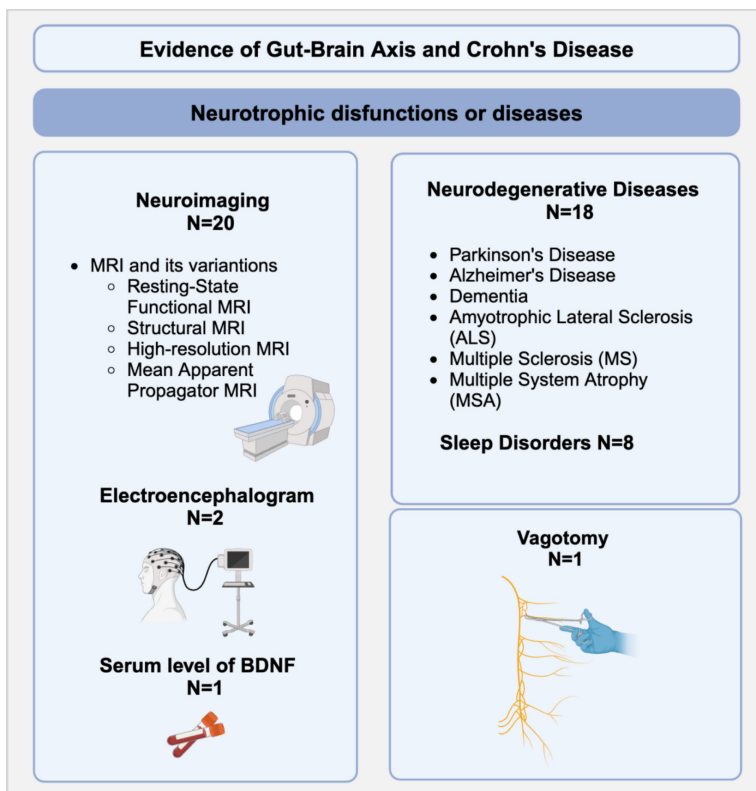 Evidence of Gut-Brain Axis and Crohn's Disease
Neurotrophic disfunctions or diseases
Neuroimaging
N=20
• MRI and its variantions
○ Resting-State
Functional MRI
○ Structural MRI
○ High-resolution MRI
○ Mean Apparent
Propagator MRI
Electroencephalogram
N=2
Serum level of BDNF
N=1
Neurodegenerative Diseases
N=18
• Parkinson's Disease
• Alzheimer's Disease
• Dementia
• Amyotrophic Lateral Sclerosis
(ALS)
• Multiple Sclerosis (MS)
• Multiple System Atrophy
(MSA)
Sleep Disorders N=8
Vagotomy
N=1